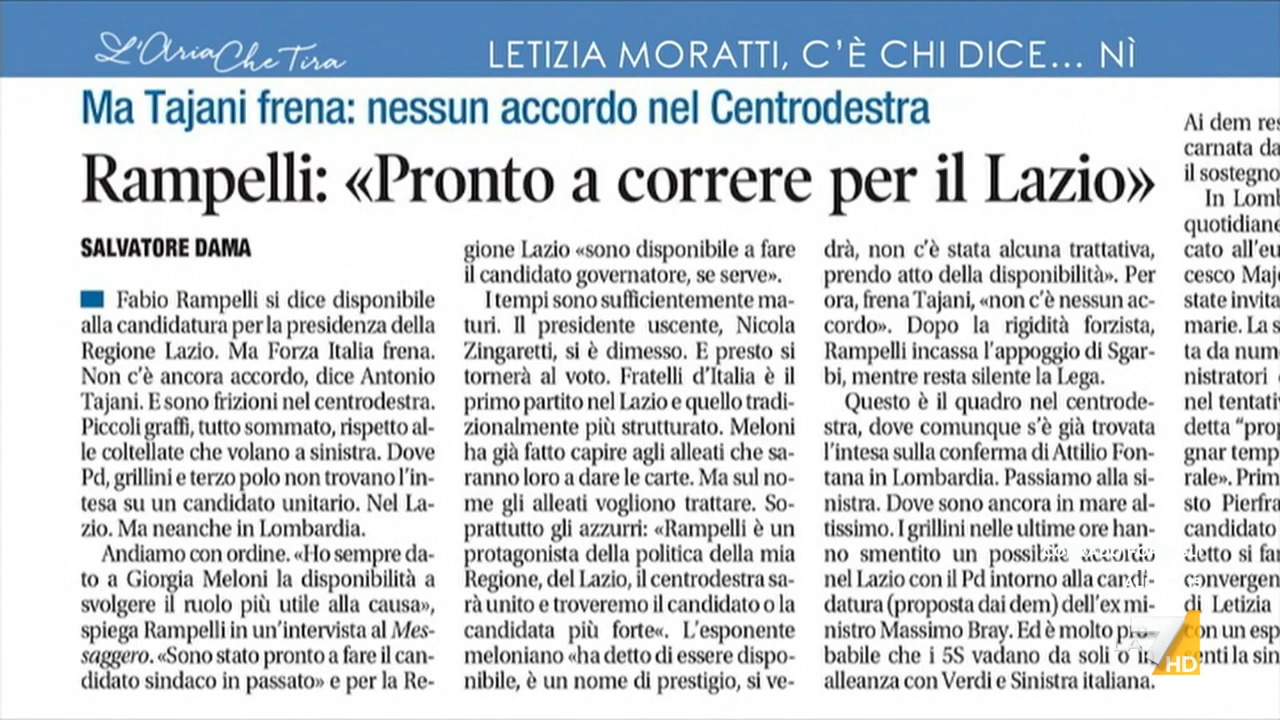 L'Aria Che Tira
LETIZIA MORATTI, C'È CHI DICE... NÌ
Ma Tajani frena: nessun accordo nel Centrodestra
Rampelli: «Pronto a correre per il Lazio»
SALVATORE DAMA
Fabio Rampelli si dice disponibile
alla candidatura per la presidenza della
Regione Lazio. Ma Forza Italia frena.
Non c'è ancora accordo, dice Antonio
Tajani. E sono frizioni nel centrodestra.
Piccoli graffi, tutto sommato, rispetto al-
le coltellate che volano a sinistra. Dove
Pd, grillini e terzo polo non trovano l'in-
tesa su un candidato unitario. Nel La-
zio. Ma neanche in Lombardia.
Andiamo con ordine. «Ho sempre da-
to a Giorgia Meloni la disponibilità a
svolgere il ruolo più utile alla causa»,
spiega Rampelli in un'intervista al Mes-
saggero. «Sono stato pronto a fare il can-
didato sindaco in passato» e per la Re-
gione Lazio «sono disponibile a fare
il candidato governatore, se serve».
I tempi sono sufficientemente ma-
turi. Il presidente uscente, Nicola
Zingaretti, si è dimesso. E presto si
tornerà al voto. Fratelli d'Italia è il
primo partito nel Lazio e quello tradi-
zionalmente più strutturato. Meloni
ha già fatto capire agli alleati che sa-
ranno loro a dare le carte. Ma sul no-
me gli alleati vogliono trattare. So-
prattutto gli azzurri: «Rampelli è un
protagonista della politica della mia
Regione, del Lazio, il centrodestra sa-
rà unito e troveremo il candidato o la
candidata più forte«. L'esponente
meloniano «ha detto di essere dispo-
nibile, è un nome di prestigio, si ve-
drà, non c'è stata alcuna trattativa,
prendo atto della disponibilità». Per
ora, frena Tajani, «non c'è nessun ac-
cordo». Dopo la rigidità forzista,
Rampelli incassa l'appoggio di Sgar-
bi, mentre resta silente la Lega.
Questo è il quadro nel centrode-
stra, dove comunque s'è già trovata
l'intesa sulla conferma di Attilio Fon-
tana in Lombardia. Passiamo alla si-
nistra. Dove sono ancora in mare al-
tissimo. I grillini nelle ultime ore han-
no smentito un possibile accordo
nel Lazio con il Pd intorno alla candi-
datura (proposta dai dem) dell'ex mi-
nistro Massimo Bray. Ed è molto pro-
babile che i 5S vadano da soli o in
alleanza con Verdi e Sinistra italiana.
Ai dem res
carnata da
il sostegno
In Lomb
quotidiane
cato all'eu
cesco Majo
state invita
marie. La s
ta da num
nistratori
nel tentativ
detta "prop
gnar temp
rale». Prim
sto Pierfra
candidato
detto si fan
convergen
di Letizia
con un esp
senti la sin
LA7
HD